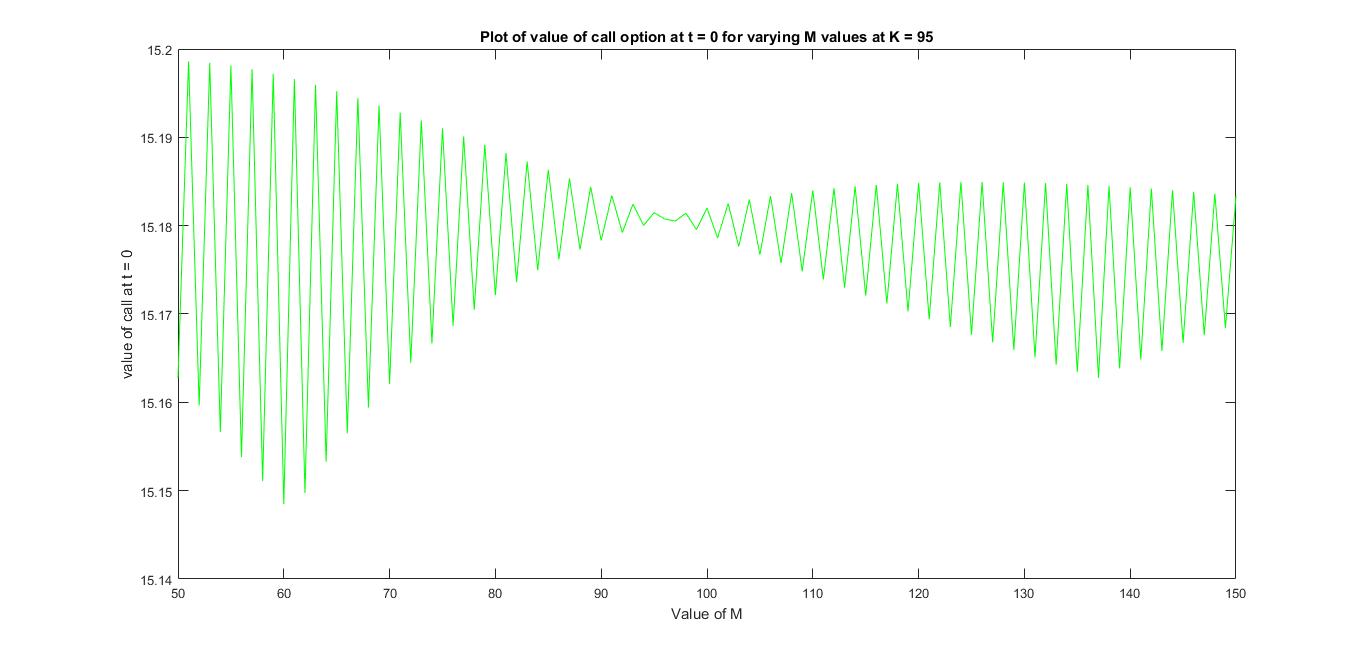 Plot of value of call option at t = 0 for varying M values at K = 95
15.2
15.19
15.18
15.17
15.16
15.15
15.14
value of call at t = 0
50 60 70 80 90 100 110 120 130 140 150
Value of M